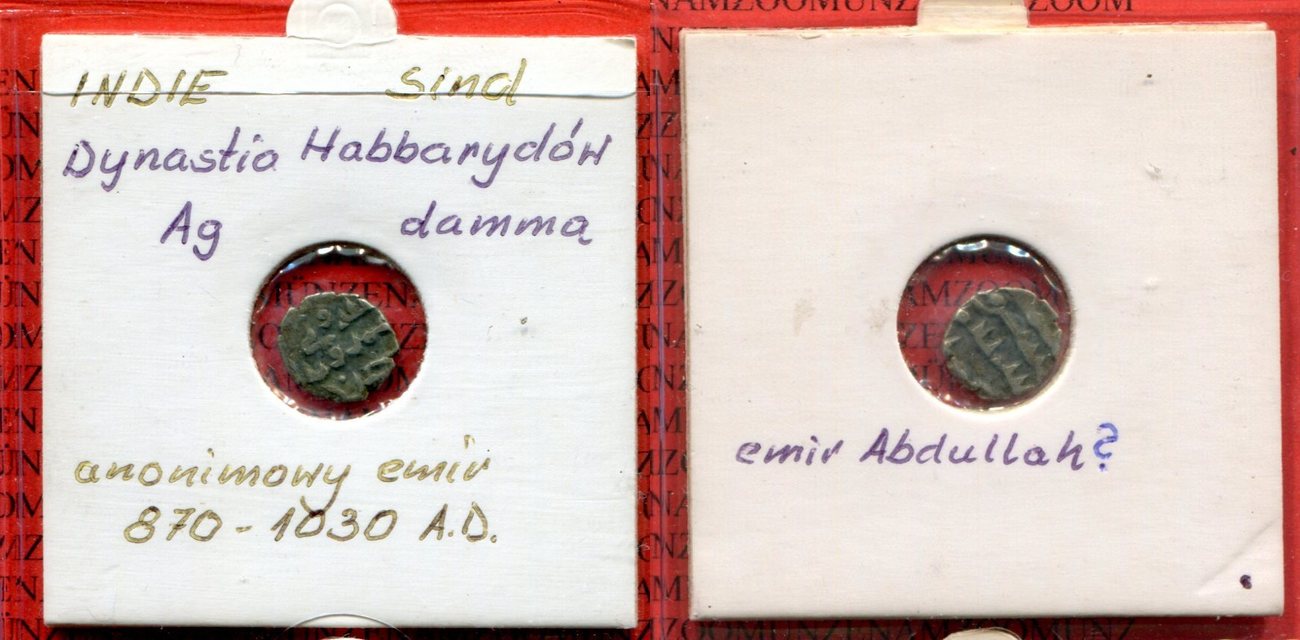 INDIE Sind
Dynastia Habbarydów
Ag damma
anonimowy emir
870-1030 A.D.
emir Abdullah?